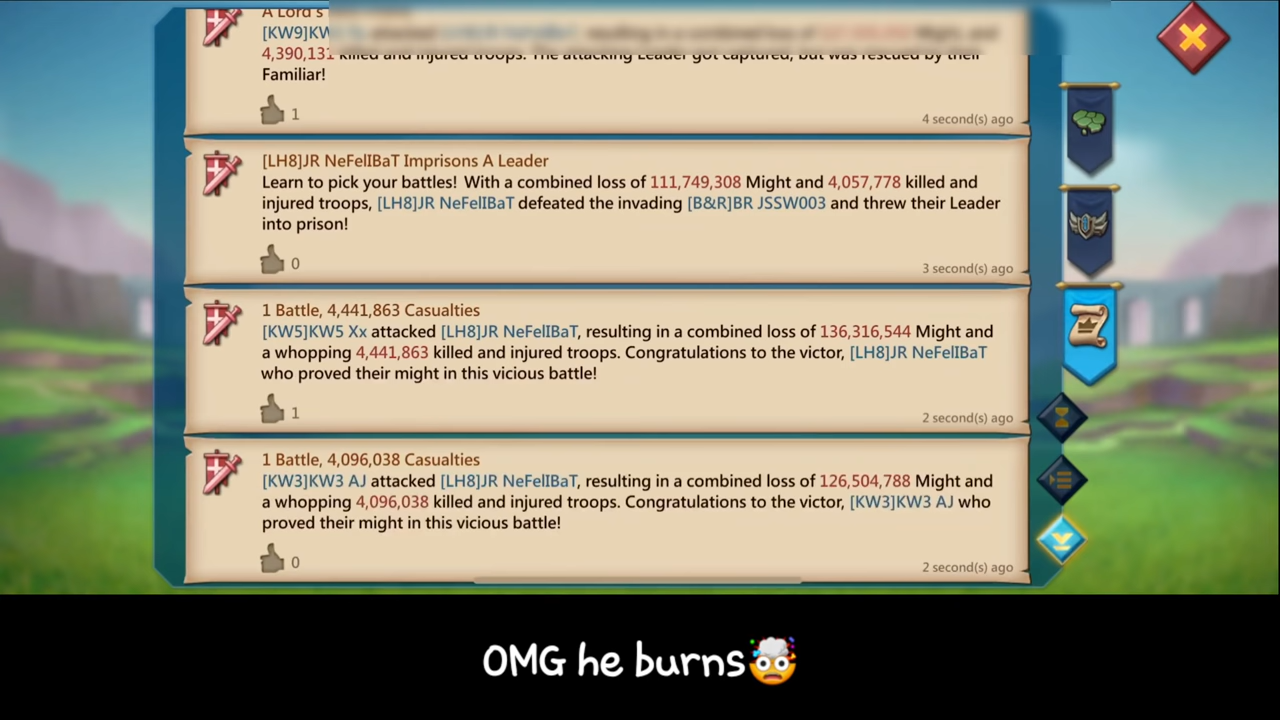 A Lord's
[KW9]KW
4,390,131 killed and injured troops. The attacking Leader got captured, but was rescued by their
Familiar!
1
4 second(s) ago
[LH8]JR NeFelIBaT Imprisons A Leader
Learn to pick your battles! With a combined loss of 111,749,308 Might and 4,057,778 killed and
injured troops, [LH8]JR NeFelIBaT defeated the invading [B&R]BR JSSW003 and threw their Leader
into prison!
0
3 second(s) ago
1 Battle, 4,441,863 Casualties
[KW5]KW5 Xx attacked [LH8]JR NeFelIBaT, resulting in a combined loss of 136,316,544 Might and
a whopping 4,441,863 killed and injured troops. Congratulations to the victor, [LH8]JR NeFelIBaT
who proved their might in this vicious battle!
1
2 second(s) ago
1 Battle, 4,096,038 Casualties
[KW3]KW3 AJ attacked [LH8]JR NeFelIBaT, resulting in a combined loss of 126,504,788 Might and
a whopping 4,096,038 killed and injured troops. Congratulations to the victor, [KW3]KW3 AJ who
proved their might in this vicious battle!
0
2 second(s) ago
OMG he burns🤯